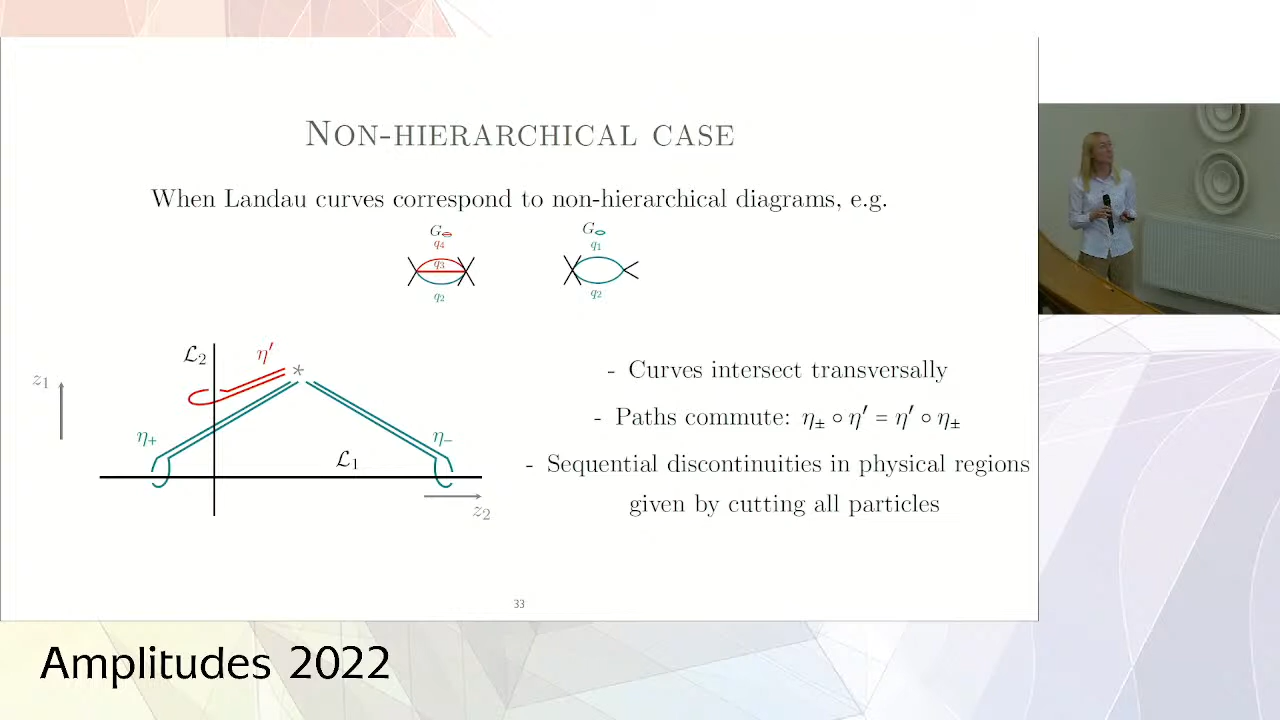 NON-HIERARCHICAL CASE
When Landau curves correspond to non-hierarchical diagrams, e.g.
G
q₄
q₃
q₂
G
q₁
q₂
ℒ₂
η′
*
z₁
η₊
η₋
ℒ₁
z₂
- Curves intersect transversally
- Paths commute: η± ∘ η′ = η′ ∘ η±
- Sequential discontinuities in physical regions
given by cutting all particles
33
Amplitudes 2022